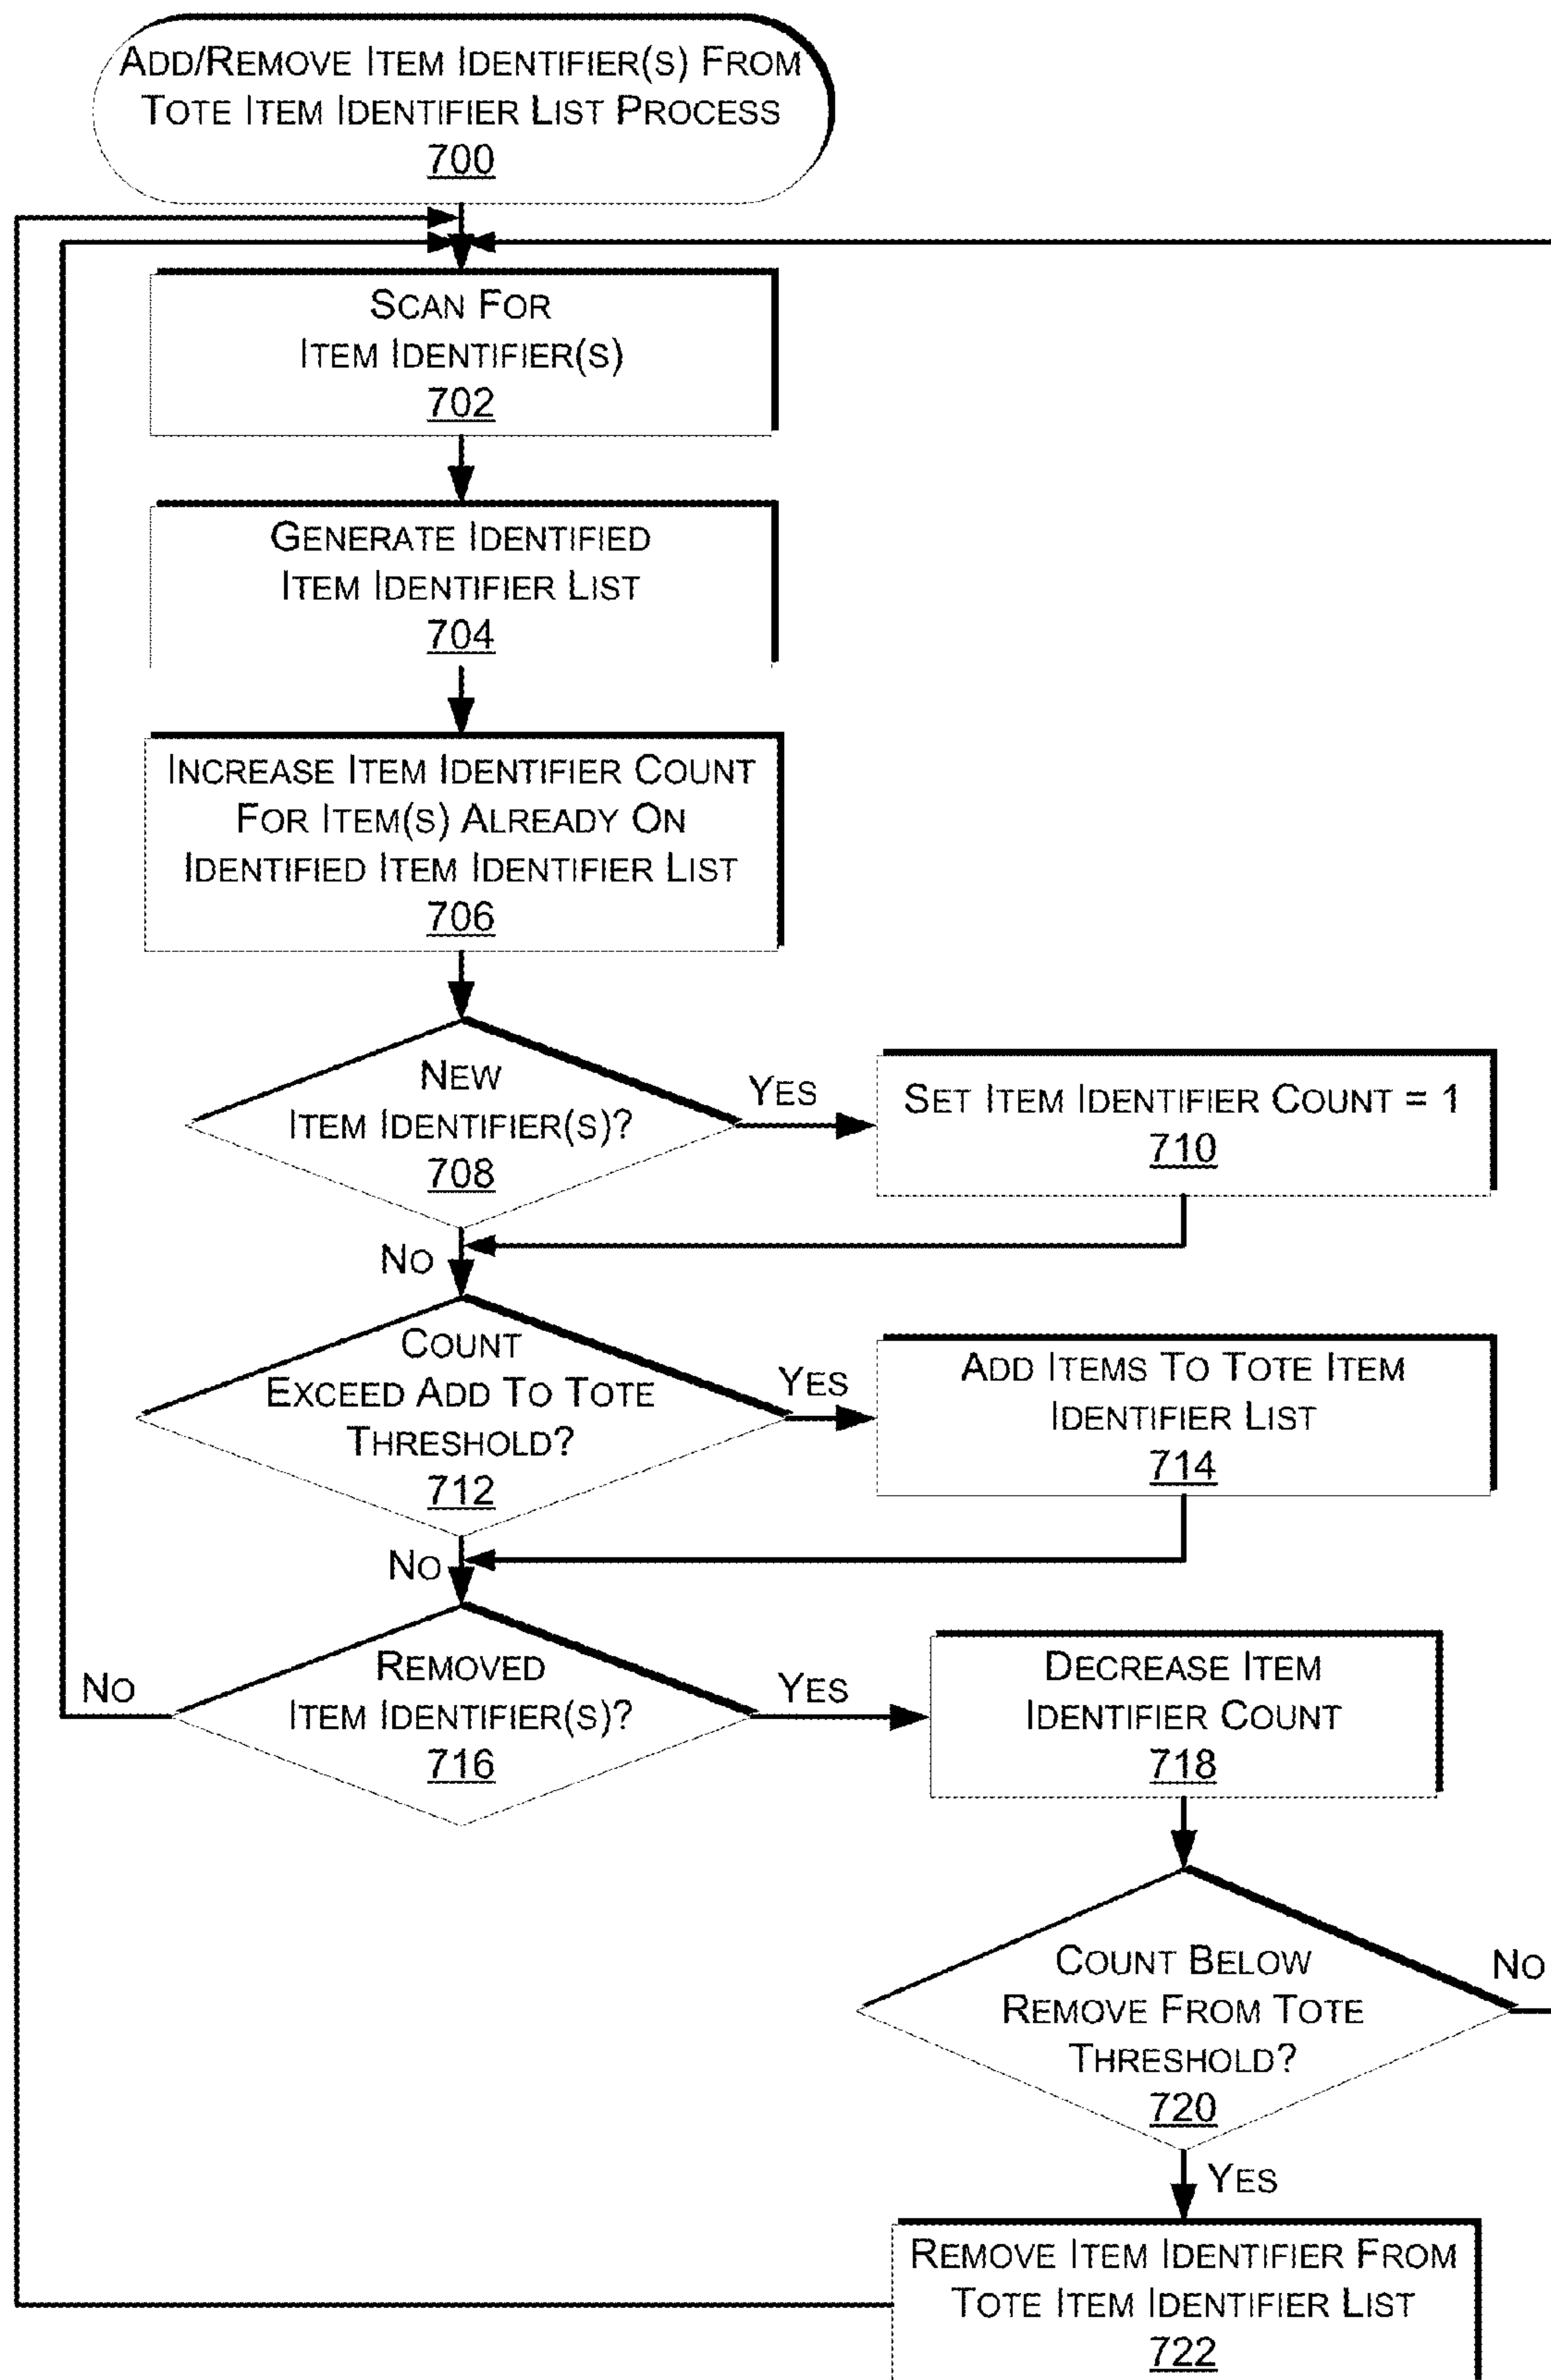 ADD/REMOVE ITEM IDENTIFIER(S) FROM
TOTE ITEM IDENTIFIER LIST PROCESS
700
SCAN FOR
ITEM IDENTIFIER(S)
702
GENERATE IDENTIFIED
ITEM IDENTIFIER LIST
704
INCREASE ITEM IDENTIFIER COUNT
FOR ITEM(S) ALREADY ON
IDENTIFIED ITEM IDENTIFIER LIST
706
NEW
ITEM IDENTIFIER(S)?
708
YES
SET ITEM IDENTIFIER COUNT = 1
710
NO
COUNT
EXCEED ADD TO TOTE
THRESHOLD?
712
YES
ADD ITEMS TO TOTE ITEM
IDENTIFIER LIST
714
NO
REMOVED
ITEM IDENTIFIER(S)?
716
NO
YES
DECREASE ITEM
IDENTIFIER COUNT
718
COUNT BELOW
REMOVE FROM TOTE
THRESHOLD?
720
NO
YES
REMOVE ITEM IDENTIFIER FROM
TOTE ITEM IDENTIFIER LIST
722